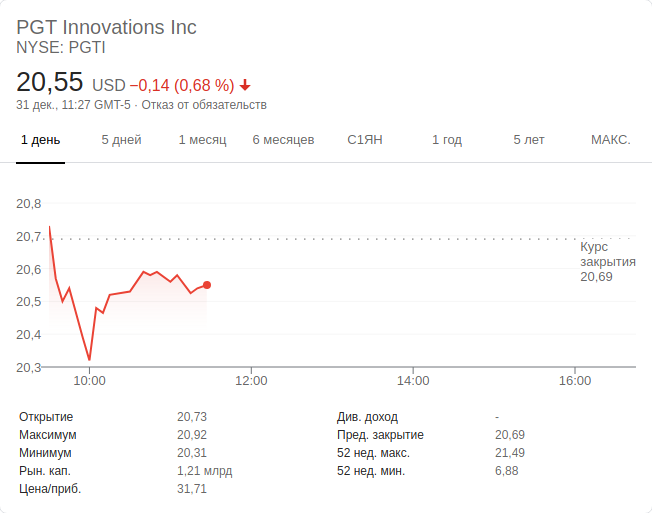 PGT Innovations Inc
NYSE: PGTI
20,55 USD −0,14 (0,68 %)
31 дек., 11:27 GMT-5 · Отказ от обязательств
1 день 5 дней 1 месяц 6 месяцев С1ЯН 1 год 5 лет МАКС.
20,8
20,7
Курс
закрытия
20,69
20,6
20,5
20,4
20,3
10:00 12:00 14:00 16:00
Открытие 20,73 Див. доход -
Максимум 20,92 Пред. закрытие 20,69
Минимум 20,31 52 нед. макс. 21,49
Рын. кап. 1,21 млрд 52 нед. мин. 6,88
Цена/приб. 31,71